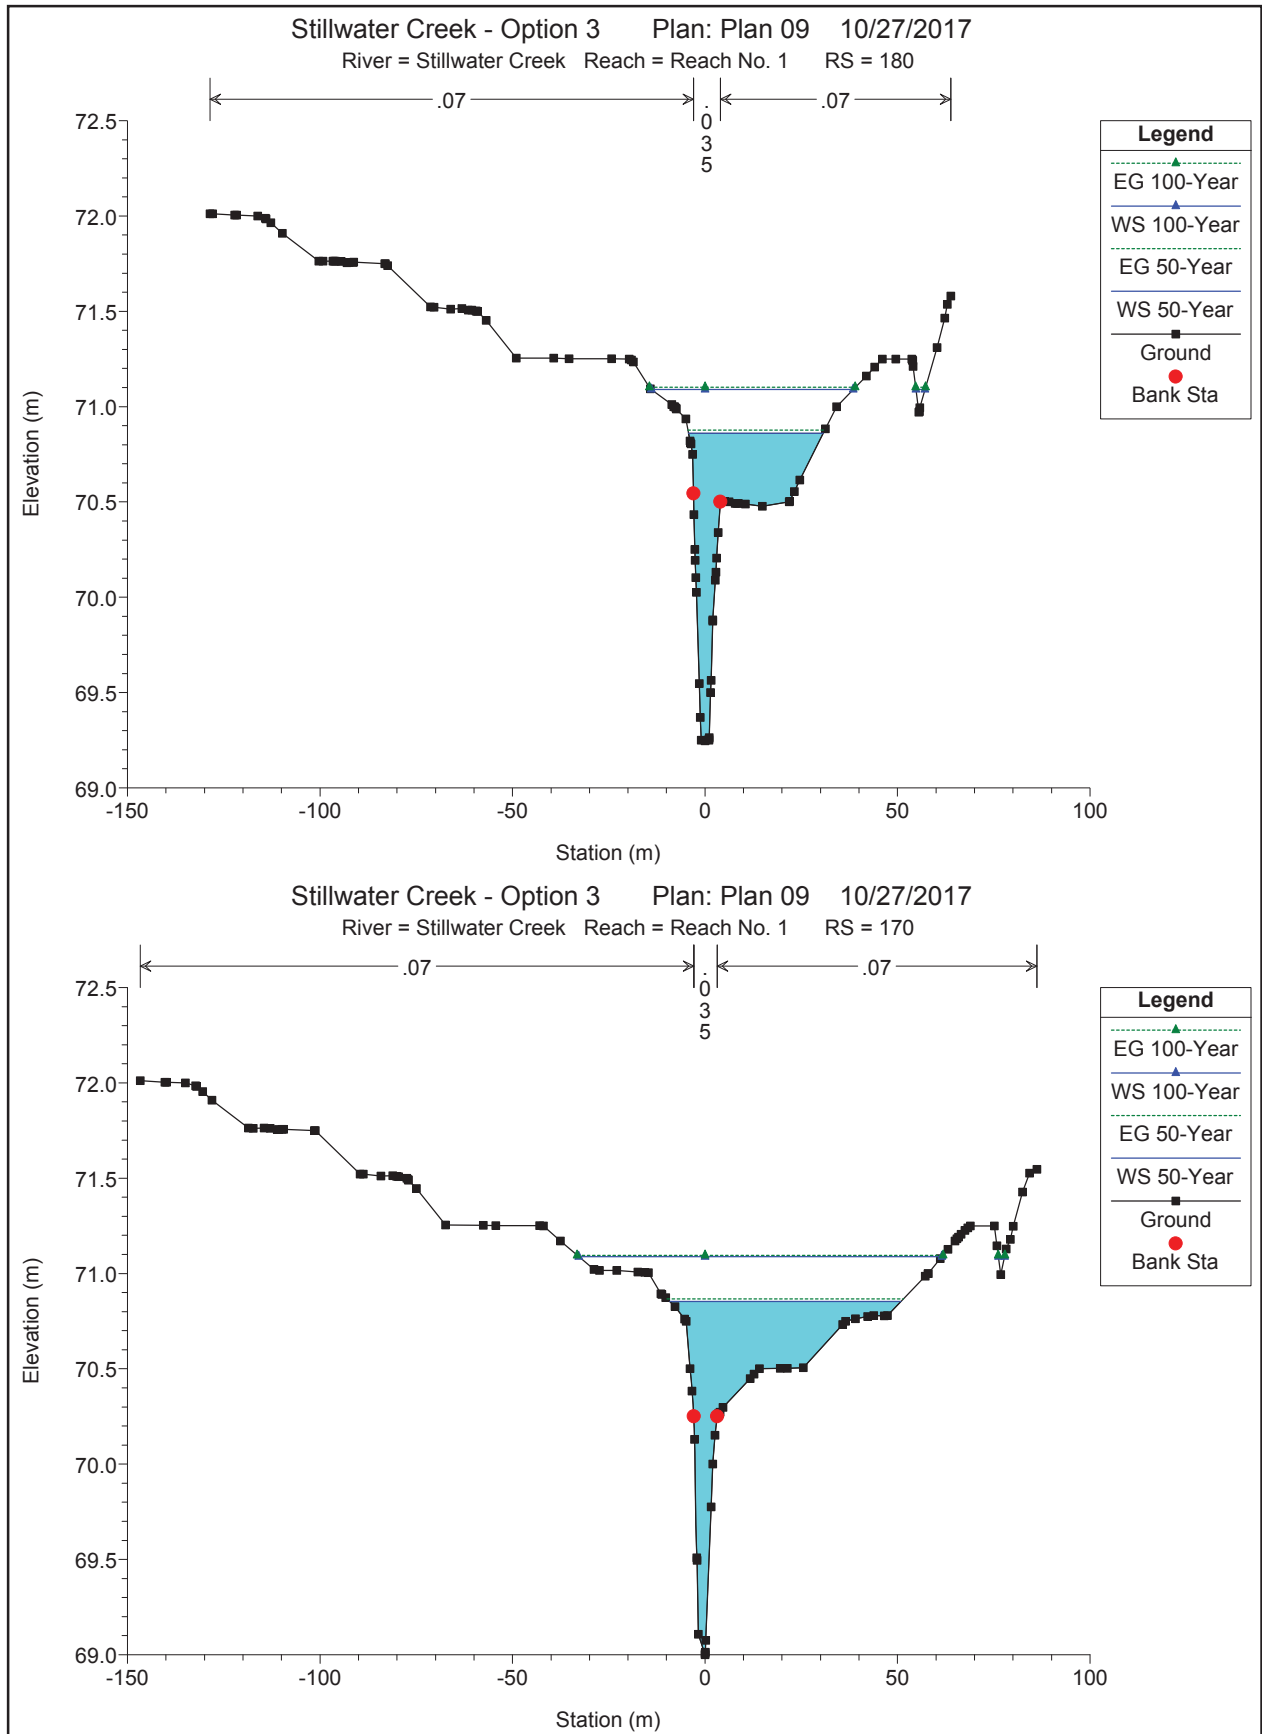 Stillwater Creek - Option 3 Plan: Plan 09 10/27/2017
River = Stillwater Creek Reach = Reach No. 1 RS = 180
.07
.035
.07
72.5
72.0
71.5
71.0
70.5
70.0
69.5
69.0
Elevation (m)
-150
-100
-50
0
50
100
Station (m)
Legend
EG 100-Year
WS 100-Year
EG 50-Year
WS 50-Year
Ground
Bank Sta
Stillwater Creek - Option 3 Plan: Plan 09 10/27/2017
River = Stillwater Creek Reach = Reach No. 1 RS = 170
.07
.035
.07
72.5
72.0
71.5
71.0
70.5
70.0
69.5
69.0
Elevation (m)
-150
-100
-50
0
50
100
Station (m)
Legend
EG 100-Year
WS 100-Year
EG 50-Year
WS 50-Year
Ground
Bank Sta